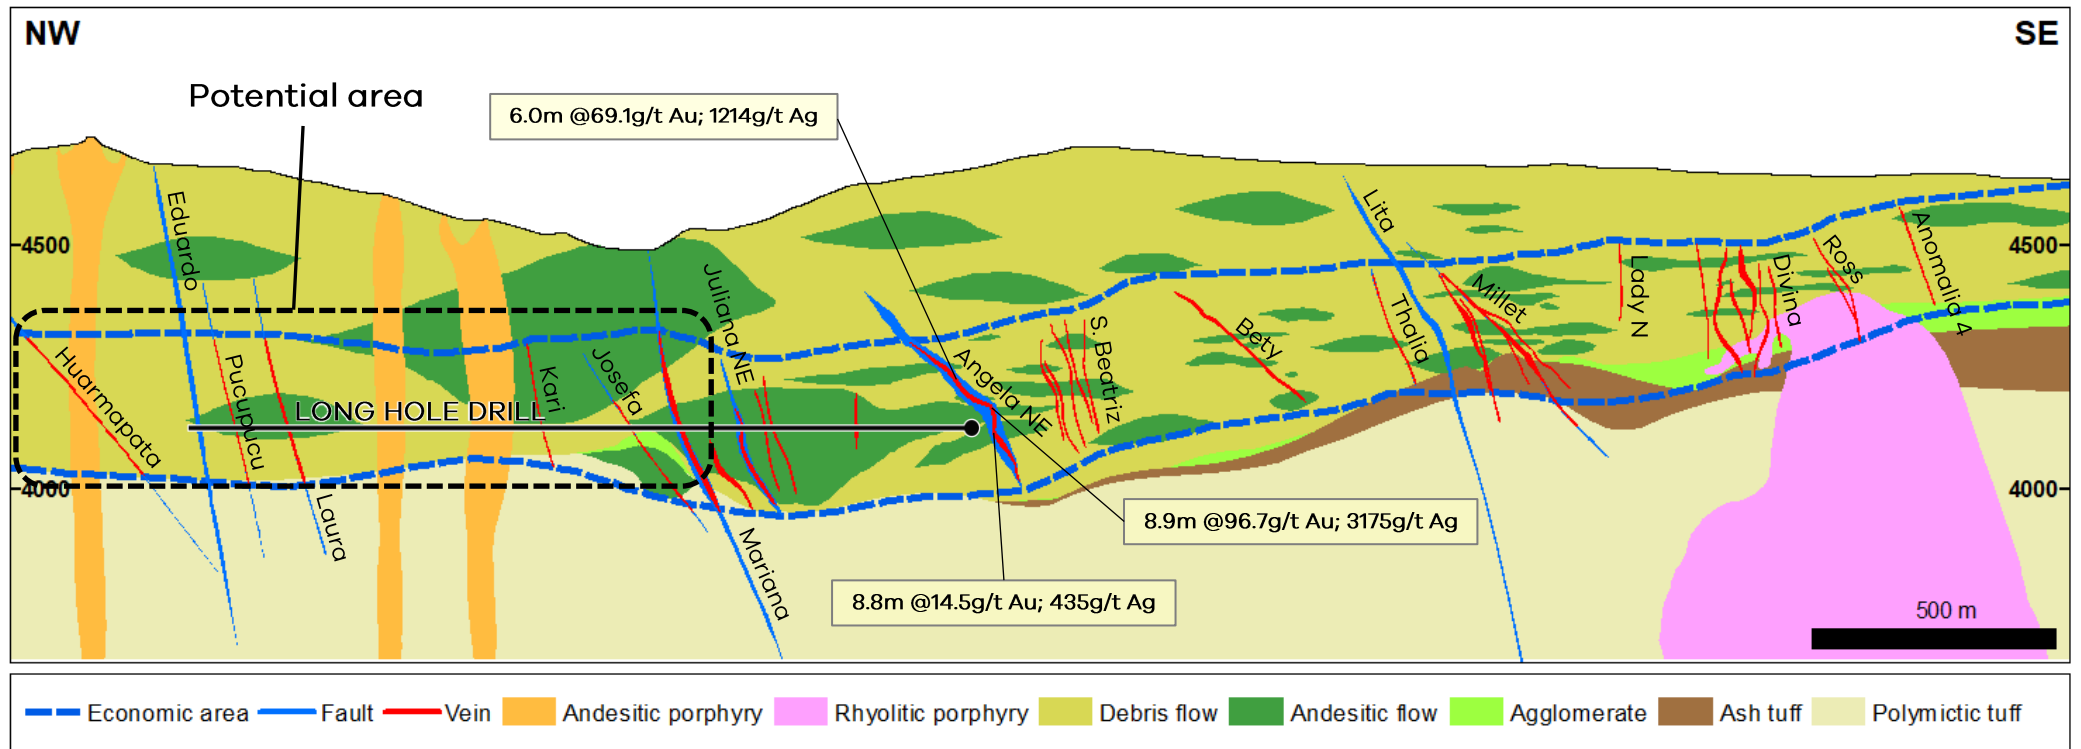 NW
SE
Potential area
6.0m @69.1g/t Au; 1214g/t Ag
Eduardo
Lita
4500
4500
Juliana NE
Lady N
Divina
Ross
Anomalia 4
Millet
Thalia
Bety
S. Beatriz
Angela NE
Huarmapata
Pucupucu
Kari
Josefa
LONG HOLE DRILL
4000
4000
Laura
Mariana
8.9m @96.7g/t Au; 3175g/t Ag
8.8m @14.5g/t Au; 435g/t Ag
500 m
Economic area
Fault
Vein
Andesitic porphyry
Rhyolitic porphyry
Debris flow
Andesitic flow
Agglomerate
Ash tuff
Polymictic tuff